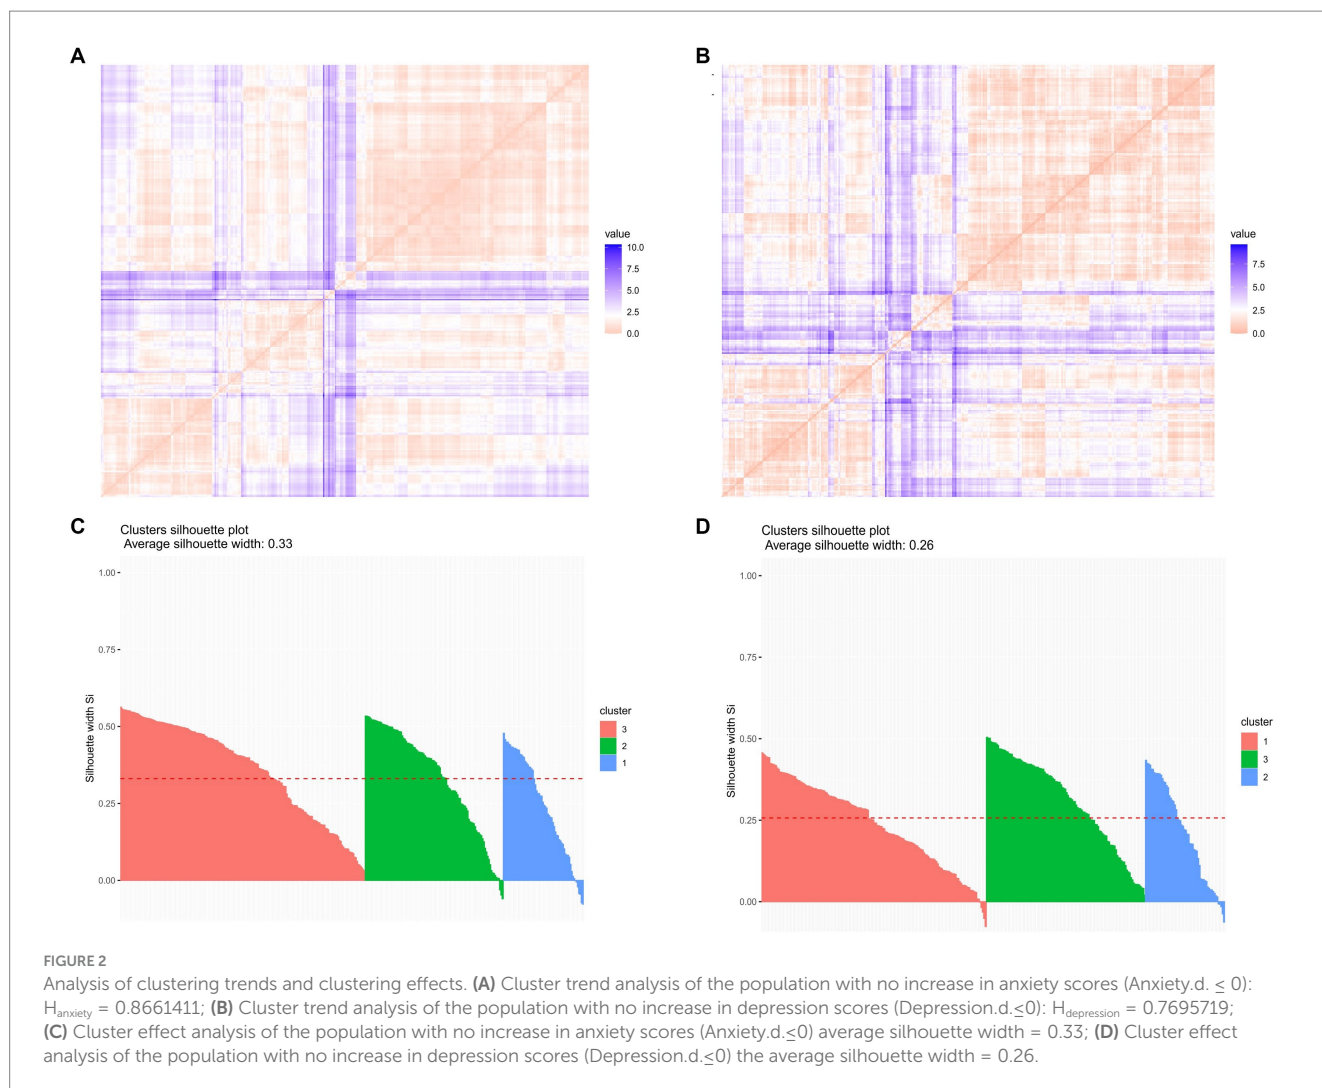 A
B
value
10.0
7.5
5.0
2.5
0.0
value
7.5
5.0
2.5
0.0
C
Clusters silhouette plot
Average silhouette width: 0.33
1.00
0.75
0.50
0.25
0.00
Silhouette width Si
cluster
3
2
1
D
Clusters silhouette plot
Average silhouette width: 0.26
1.00
0.75
0.50
0.25
0.00
Silhouette width Si
cluster
1
3
2
FIGURE 2
Analysis of clustering trends and clustering effects. (A) Cluster trend analysis of the population with no increase in anxiety scores (Anxiety.d. ≤ 0):
Hanxiety = 0.8661411; (B) Cluster trend analysis of the population with no increase in depression scores (Depression.d.≤0): Hdepression = 0.7695719;
(C) Cluster effect analysis of the population with no increase in anxiety scores (Anxiety.d.≤0) average silhouette width = 0.33; (D) Cluster effect
analysis of the population with no increase in depression scores (Depression.d.≤0) the average silhouette width = 0.26.